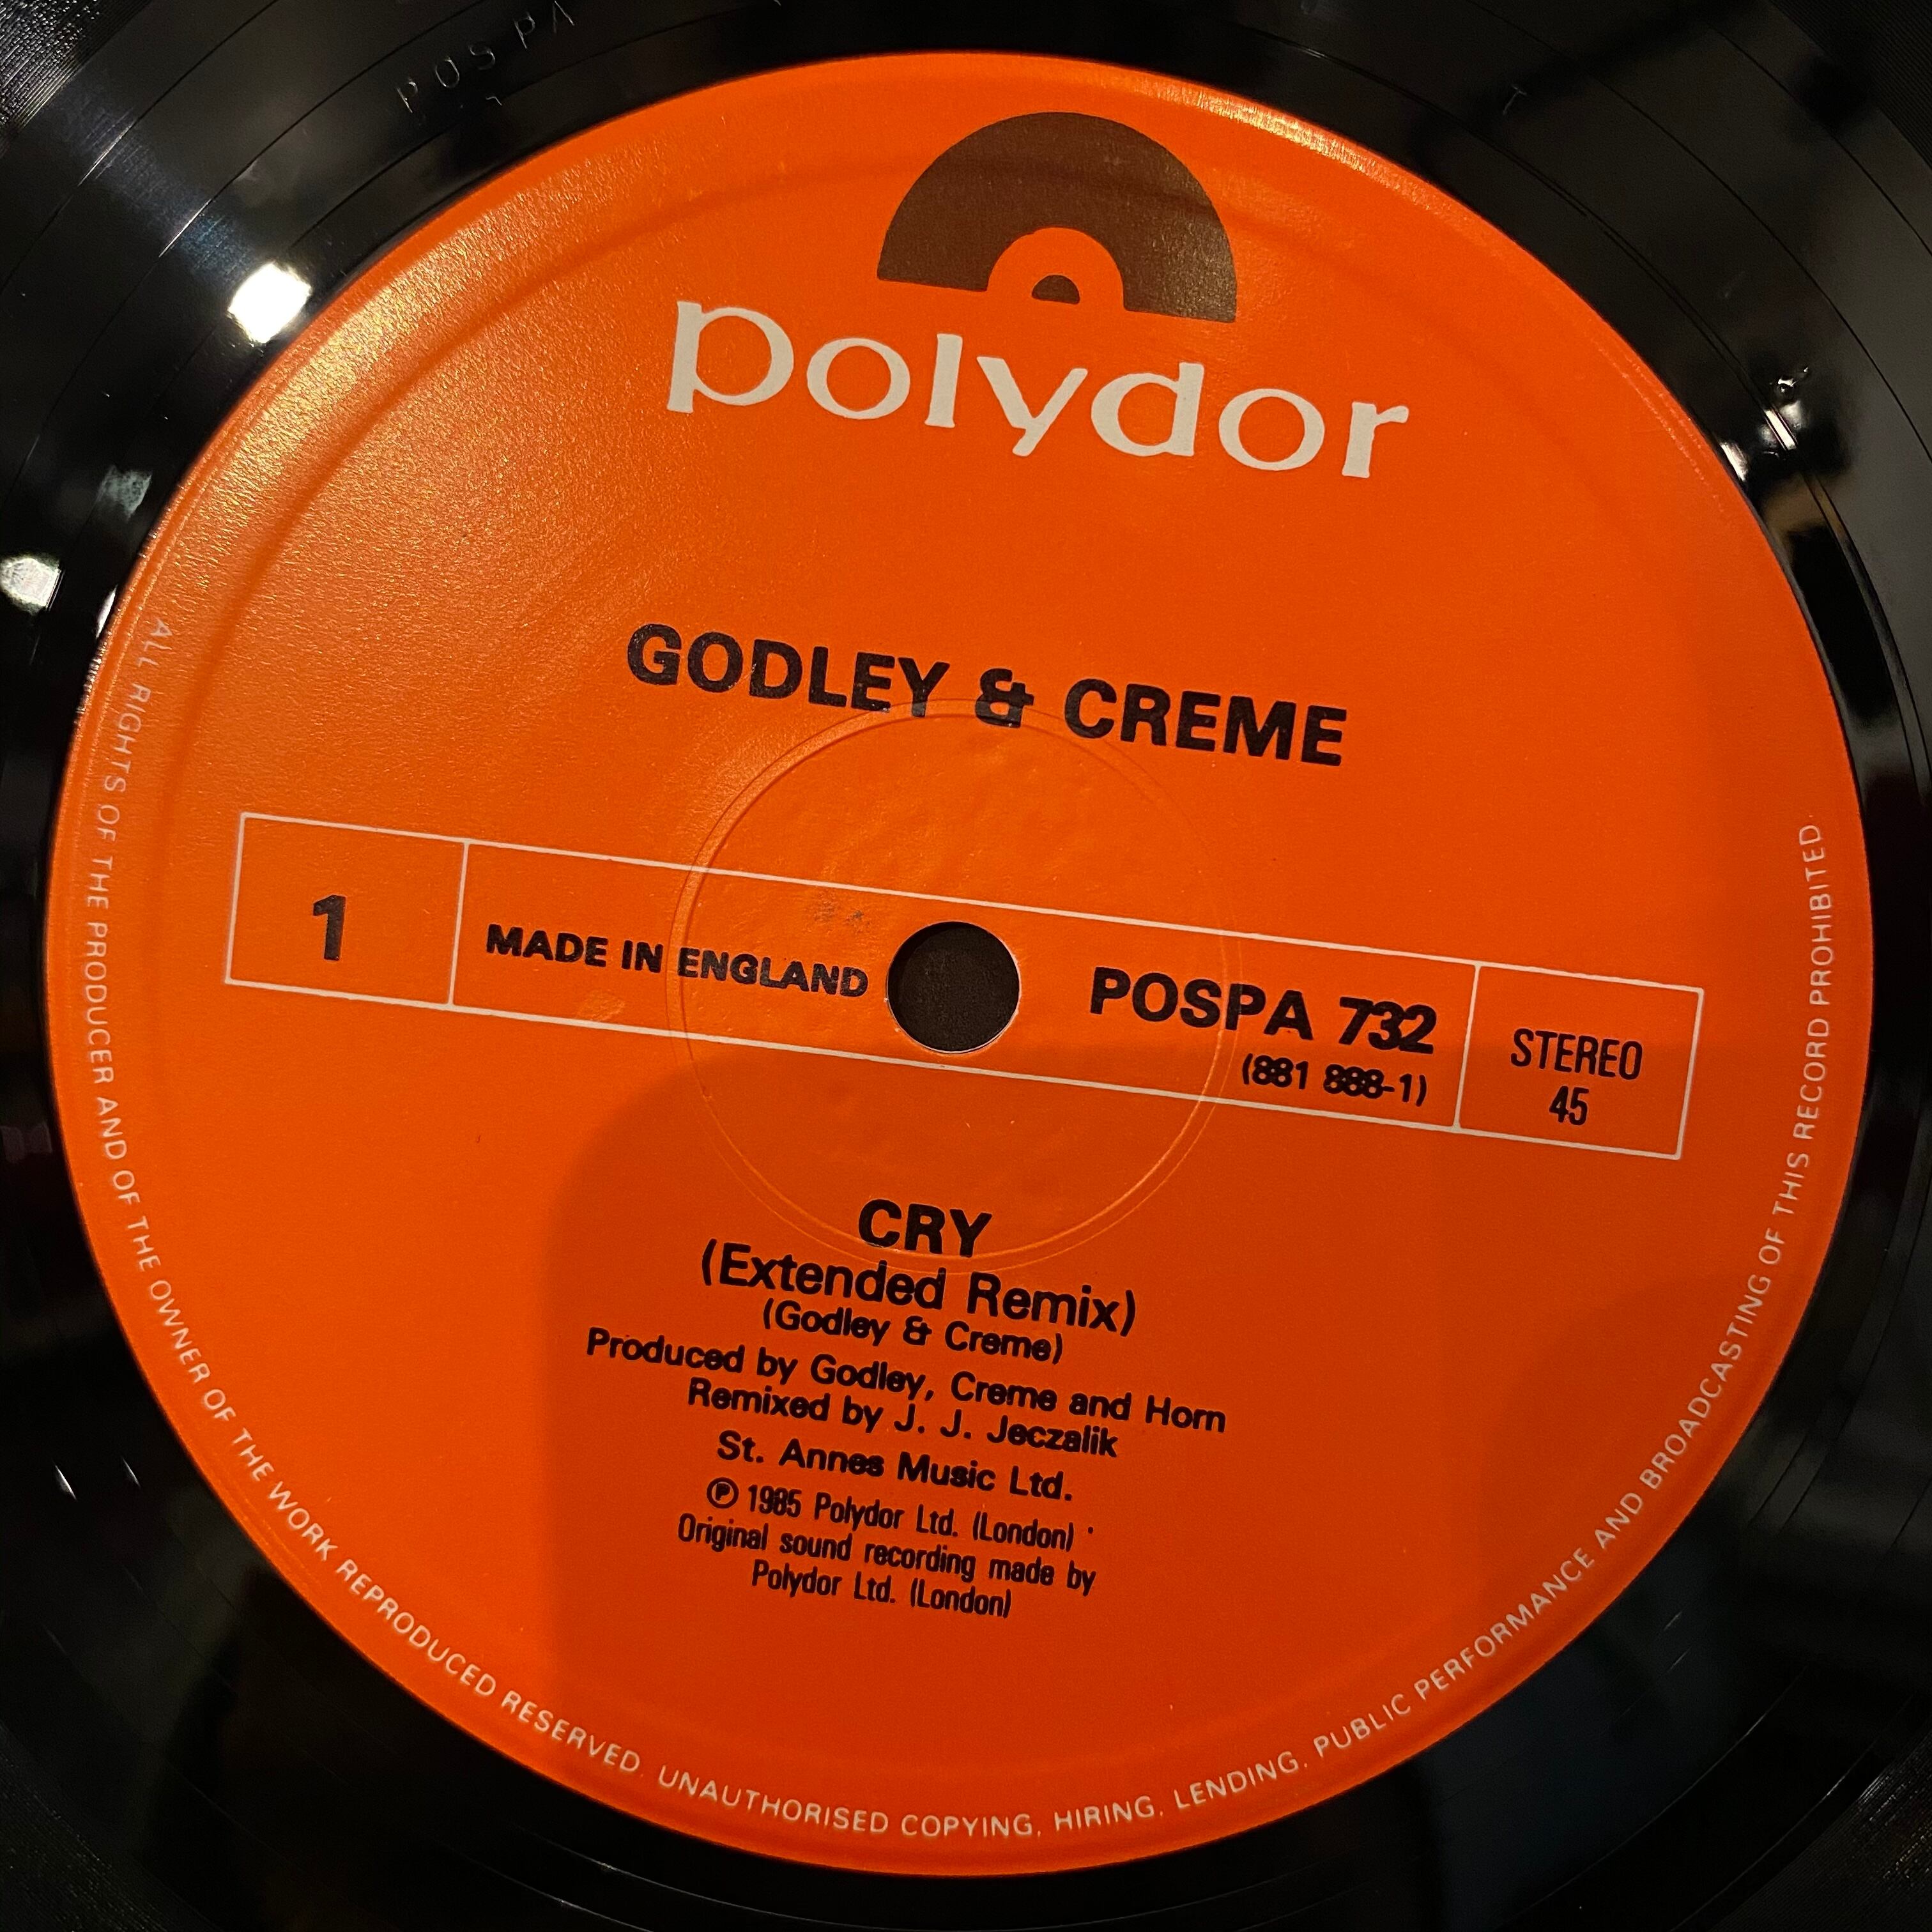 POSPA
polydor
GODLEY & CREME
1
MADE IN ENGLAND
POSPA 732
(881 888-1)
STEREO
45
CRY
(Extended Remix)
(Godley & Creme)
Produced by Godley, Creme and Horn
Remixed by J. J. Jeczalik
St. Annes Music Ltd.
℗ 1985 Polydor Ltd. (London)
Original sound recording made by
Polydor Ltd. (London)
ALL RIGHTS OF THE PRODUCER AND OF THE OWNER OF THE WORK REPRODUCED RESERVED. UNAUTHORISED COPYING, HIRING, LENDING, PUBLIC PERFORMANCE AND BROADCASTING OF THIS RECORD PROHIBITED.